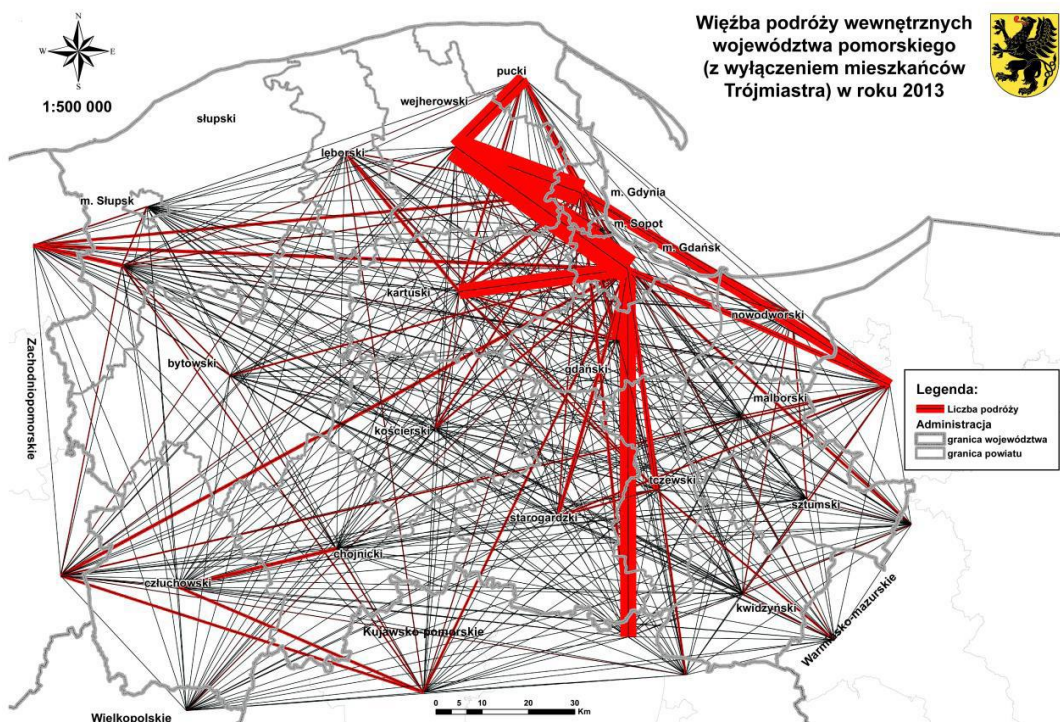 Więźba podróży wewnętrznych
województwa pomorskiego
(z wyłączeniem mieszkańców
Trójmiastra) w roku 2013
N
W
E
S
1:500 000
pucki
wejherowski
słupski
lęborski
m. Słupsk
m. Gdynia
m. Sopot
m. Gdańsk
kartuski
nowodworski
Zachodniopomorskie
bytowski
gdański
malborski
kościerski
tczewski
sztumski
starogardzki
chojnicki
człuchowski
kwidzyński
Warmińsko-mazurskie
Kujawsko-pomorskie
Wielkopolskie
Legenda:
Liczba podróży
Administracja
granica województwa
granica powiatu
0 5 10 20 30
Km